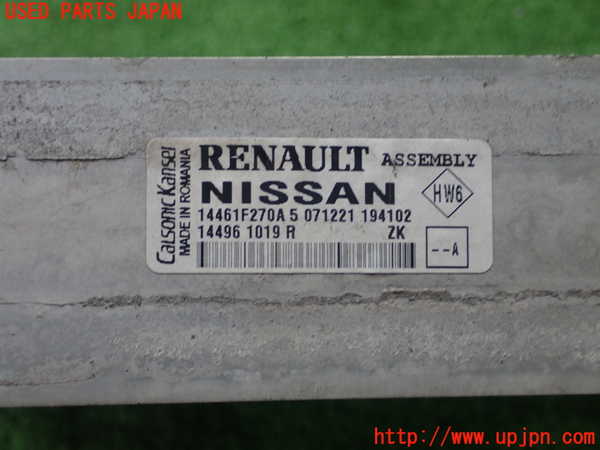 USED PARTS JAPAN
Calsonic Kansei
MADE IN ROMANIA
RENAULT ASSEMBLY
NISSAN
HW6
14461F270A 5 071221 194102
14496 1019 R ZK
--A
http://www.upjpn.com/